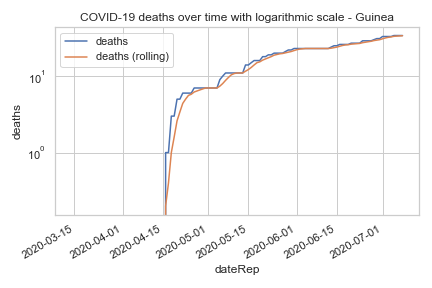 COVID-19 deaths over time with logarithmic scale - Guinea
deaths
deaths (rolling)
10¹
10⁰
deaths
2020-03-15
2020-04-01
2020-04-15
2020-05-01
2020-05-15
2020-06-01
2020-06-15
2020-07-01
dateRep